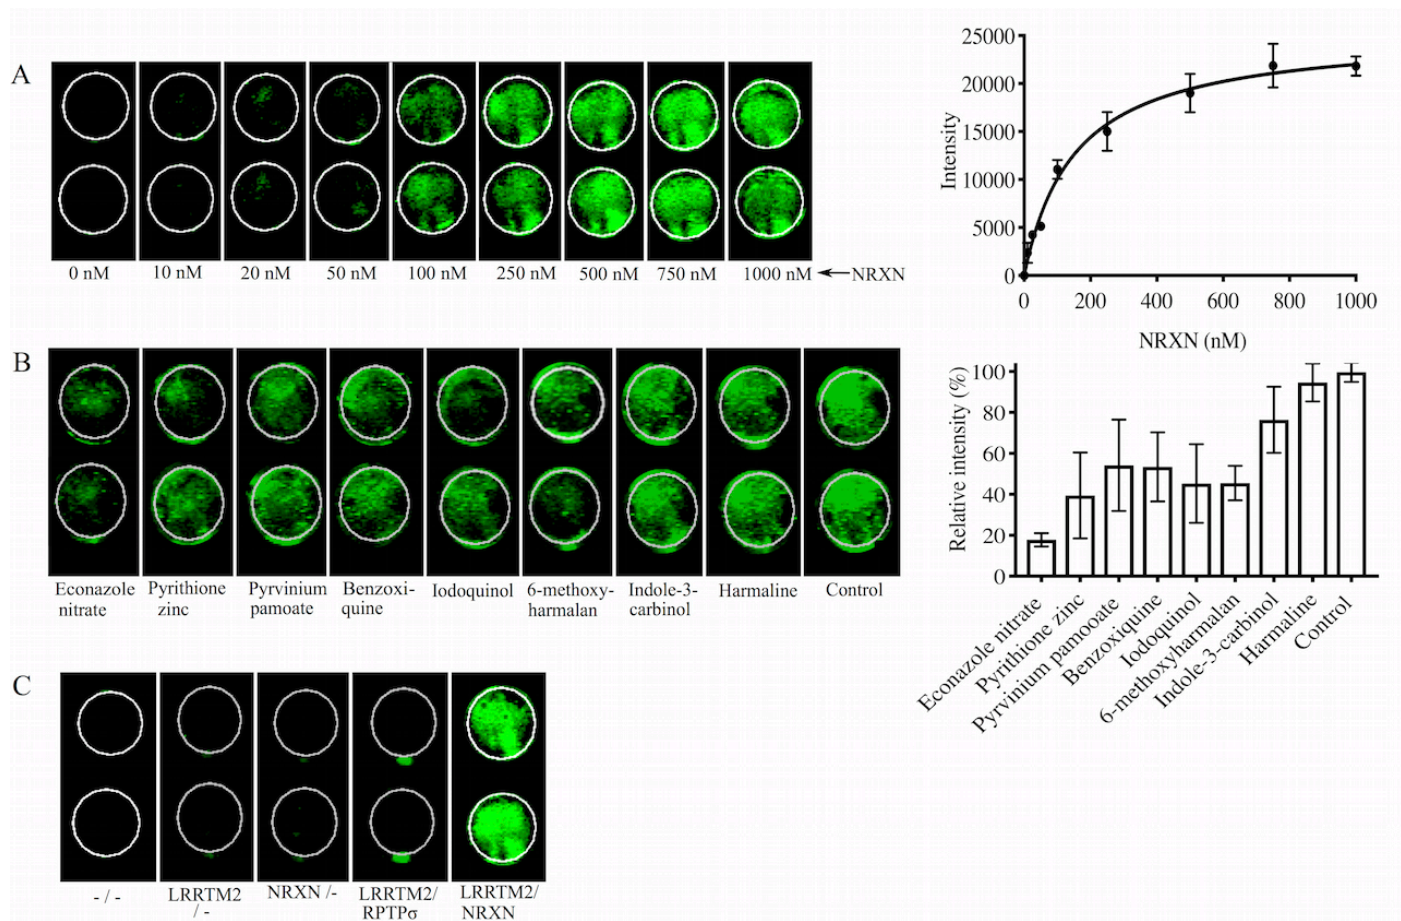 A
0 nM 10 nM 20 nM 50 nM 100 nM 250 nM 500 nM 750 nM 1000 nM ←NRXN
25000
20000
15000
10000
5000
0
Intensity
0 200 400 600 800 1000
NRXN (nM)
B
Econazole
nitrate
Pyrithione
zinc
Pyrvinium
pamoate
Benzoxi-
quine
Iodoquinol
6-methoxy-
harmalan
Indole-3-
carbinol
Harmaline
Control
100
80
60
40
20
0
Relative intensity (%)
Econazole nitrate
Pyrithione zinc
Pyrvinium pamooate
Benzoxiquine
Iodoquinol
6-methoxyharmalan
Indole-3-carbinol
Harmaline
Control
C
- / -
LRRTM2
/ -
NRXN /-
LRRTM2/
RPTPσ
LRRTM2/
NRXN